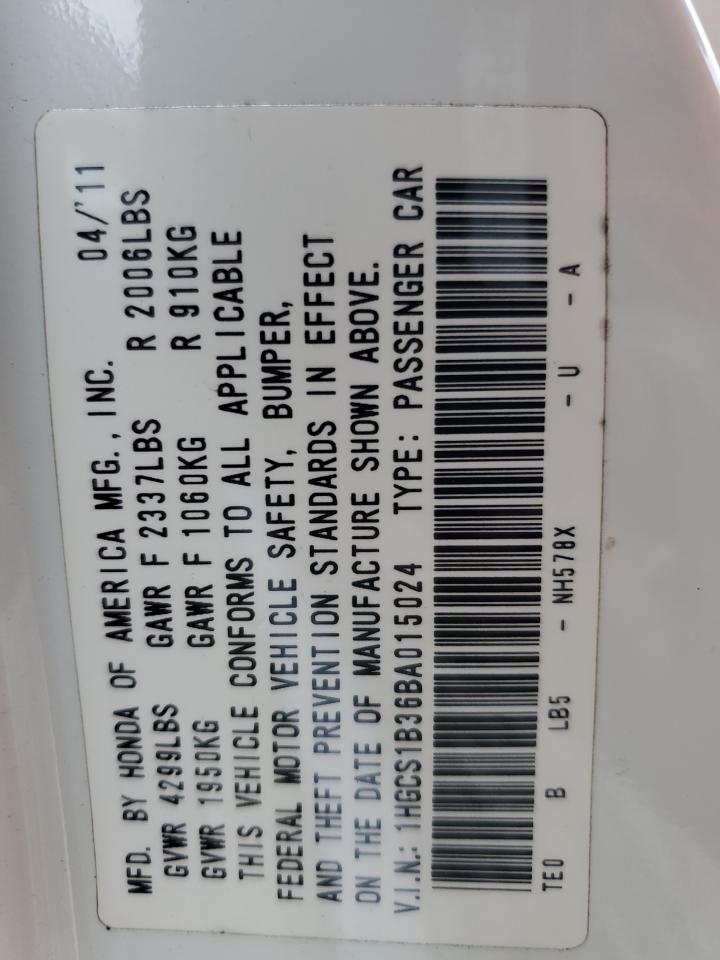 MFD. BY HONDA OF AMERICA MFG., INC. 04/'11
GVWR 4299LBS GAWR F 2337LBS R 2006LBS
GVWR 1950KG GAWR F 1060KG R 910KG
THIS VEHICLE CONFORMS TO ALL APPLICABLE
FEDERAL MOTOR VEHICLE SAFETY, BUMPER,
AND THEFT PREVENTION STANDARDS IN EFFECT
ON THE DATE OF MANUFACTURE SHOWN ABOVE.
V.I.N.: 1HGCS1B36BA015024 TYPE: PASSENGER CAR
TE0 B LB5 - NH578X - U - A